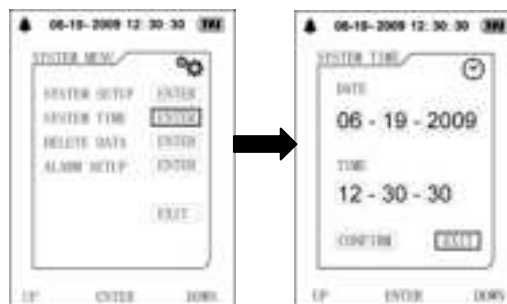 06-19-2009 12:30:30
SYSTEM MENU
SYSTEM SETUP ENTER
SYSTEM TIME ENTER
DELETE DATA ENTER
ALARM SETUP ENTER
EXIT
UP ENTER DOWN
06-19-2009 12:30:30
SYSTEM TIME
DATE
06 - 19 - 2009
TIME
12 - 30 - 30
CONFIRM EXIT
UP ENTER DOWN